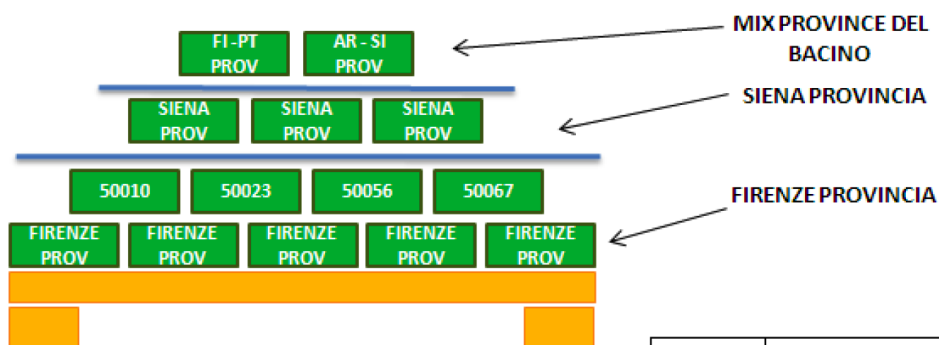 FI -PT
PROV
AR - SI
PROV
MIX PROVINCE DEL
BACINO
SIENA
PROV
SIENA
PROV
SIENA
PROV
SIENA PROVINCIA
50010
50023
50056
50067
FIRENZE PROVINCIA
FIRENZE
PROV
FIRENZE
PROV
FIRENZE
PROV
FIRENZE
PROV
FIRENZE
PROV